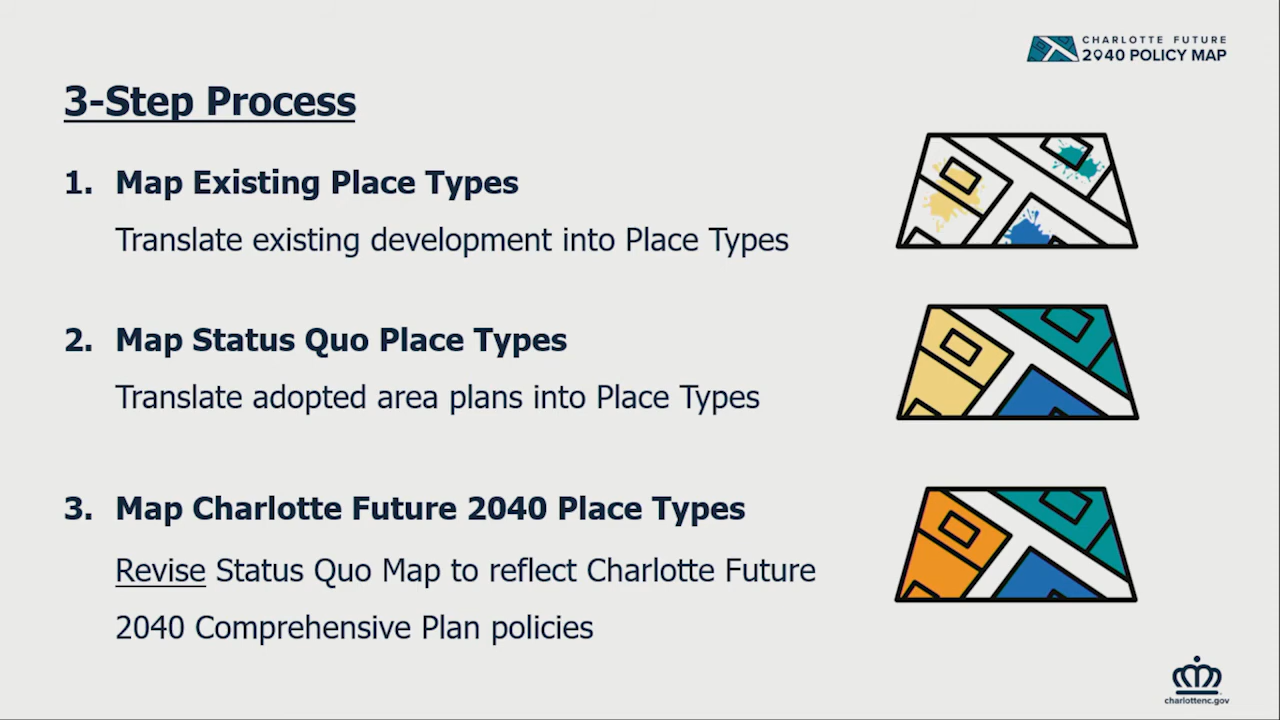 CHARLOTTE FUTURE
2040 POLICY MAP
3-Step Process
1. Map Existing Place Types
Translate existing development into Place Types
2. Map Status Quo Place Types
Translate adopted area plans into Place Types
3. Map Charlotte Future 2040 Place Types
Revise Status Quo Map to reflect Charlotte Future
2040 Comprehensive Plan policies
charlottenc.gov